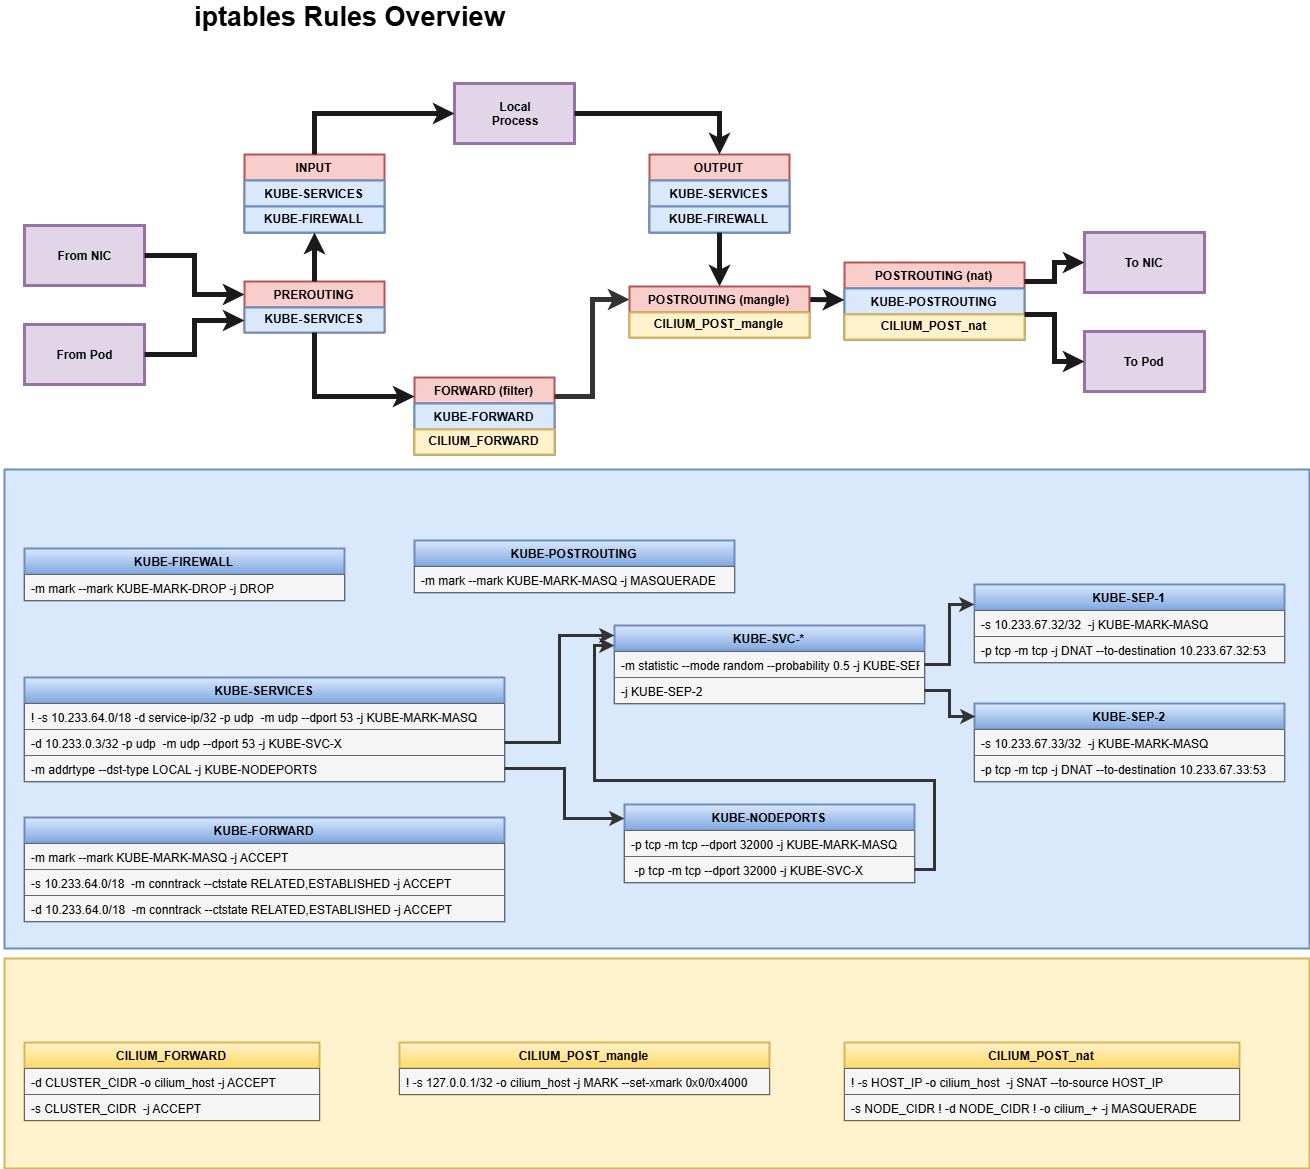 iptables Rules Overview
Local
Process
INPUT
KUBE-SERVICES
KUBE-FIREWALL
OUTPUT
KUBE-SERVICES
KUBE-FIREWALL
From NIC
From Pod
PREROUTING
KUBE-SERVICES
POSTROUTING (mangle)
CILIUM_POST_mangle
POSTROUTING (nat)
KUBE-POSTROUTING
CILIUM_POST_nat
To NIC
To Pod
FORWARD (filter)
KUBE-FORWARD
CILIUM_FORWARD
KUBE-FIREWALL
-m mark --mark KUBE-MARK-DROP -j DROP
KUBE-POSTROUTING
-m mark --mark KUBE-MARK-MASQ -j MASQUERADE
KUBE-SVC-*
-m statistic --mode random --probability 0.5 -j KUBE-SEF
-j KUBE-SEP-2
KUBE-SEP-1
-s 10.233.67.32/32 -j KUBE-MARK-MASQ
-p tcp -m tcp -j DNAT --to-destination 10.233.67.32:53
KUBE-SEP-2
-s 10.233.67.33/32 -j KUBE-MARK-MASQ
-p tcp -m tcp -j DNAT --to-destination 10.233.67.33:53
KUBE-SERVICES
! -s 10.233.64.0/18 -d service-ip/32 -p udp -m udp --dport 53 -j KUBE-MARK-MASQ
-d 10.233.0.3/32 -p udp -m udp --dport 53 -j KUBE-SVC-X
-m addrtype --dst-type LOCAL -j KUBE-NODEPORTS
KUBE-NODEPORTS
-p tcp -m tcp --dport 32000 -j KUBE-MARK-MASQ
-p tcp -m tcp --dport 32000 -j KUBE-SVC-X
KUBE-FORWARD
-m mark --mark KUBE-MARK-MASQ -j ACCEPT
-s 10.233.64.0/18 -m conntrack --ctstate RELATED,ESTABLISHED -j ACCEPT
-d 10.233.64.0/18 -m conntrack --ctstate RELATED,ESTABLISHED -j ACCEPT
CILIUM_FORWARD
-d CLUSTER_CIDR -o cilium_host -j ACCEPT
-s CLUSTER_CIDR -j ACCEPT
CILIUM_POST_mangle
! -s 127.0.0.1/32 -o cilium_host -j MARK --set-xmark 0x0/0x4000
CILIUM_POST_nat
! -s HOST_IP -o cilium_host -j SNAT --to-source HOST_IP
-s NODE_CIDR ! -d NODE_CIDR ! -o cilium_+ -j MASQUERADE